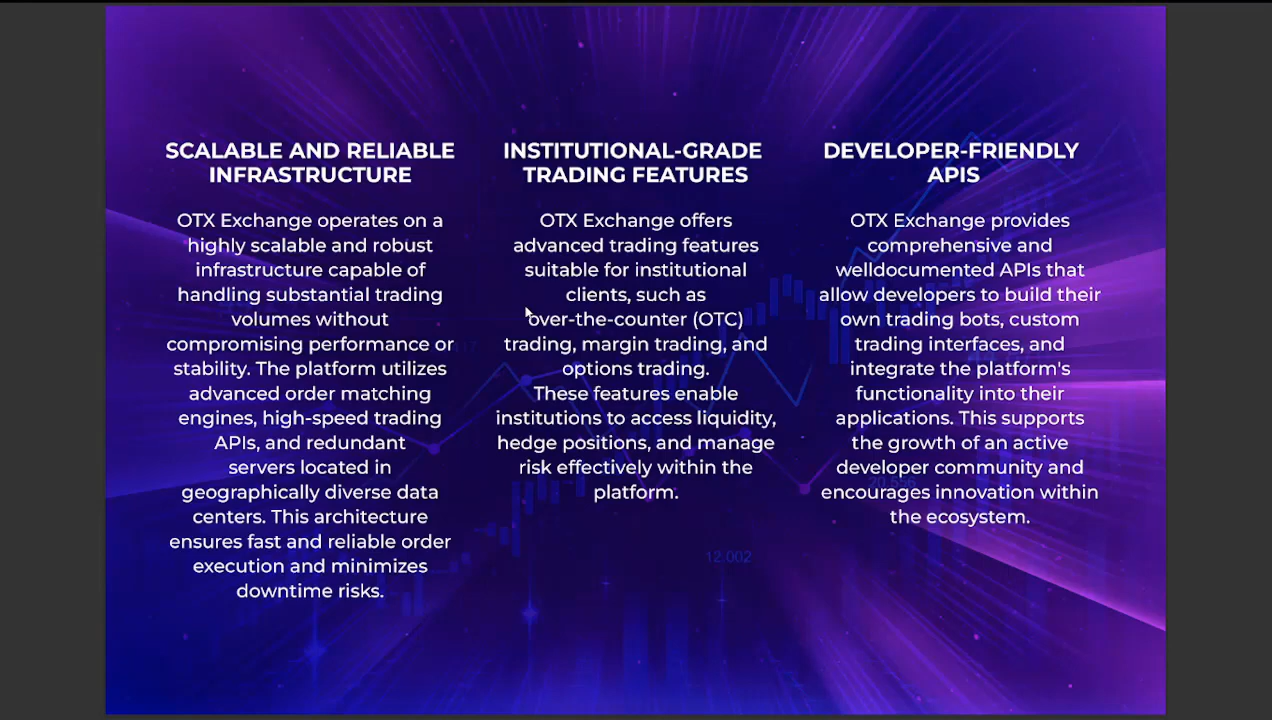 SCALABLE AND RELIABLE
INFRASTRUCTURE
OTX Exchange operates on a
highly scalable and robust
infrastructure capable of
handling substantial trading
volumes without
compromising performance or
stability. The platform utilizes
advanced order matching
engines, high-speed trading
APIs, and redundant
servers located in
geographically diverse data
centers. This architecture
ensures fast and reliable order
execution and minimizes
downtime risks.
INSTITUTIONAL-GRADE
TRADING FEATURES
OTX Exchange offers
advanced trading features
suitable for institutional
clients, such as
over-the-counter (OTC)
trading, margin trading, and
options trading.
These features enable
institutions to access liquidity,
hedge positions, and manage
risk effectively within the
platform.
12.002
DEVELOPER-FRIENDLY
APIS
OTX Exchange provides
comprehensive and
welldocumented APIs that
allow developers to build their
own trading bots, custom
trading interfaces, and
integrate the platform's
functionality into their
applications. This supports
the growth of an active
developer community and
encourages innovation within
the ecosystem.